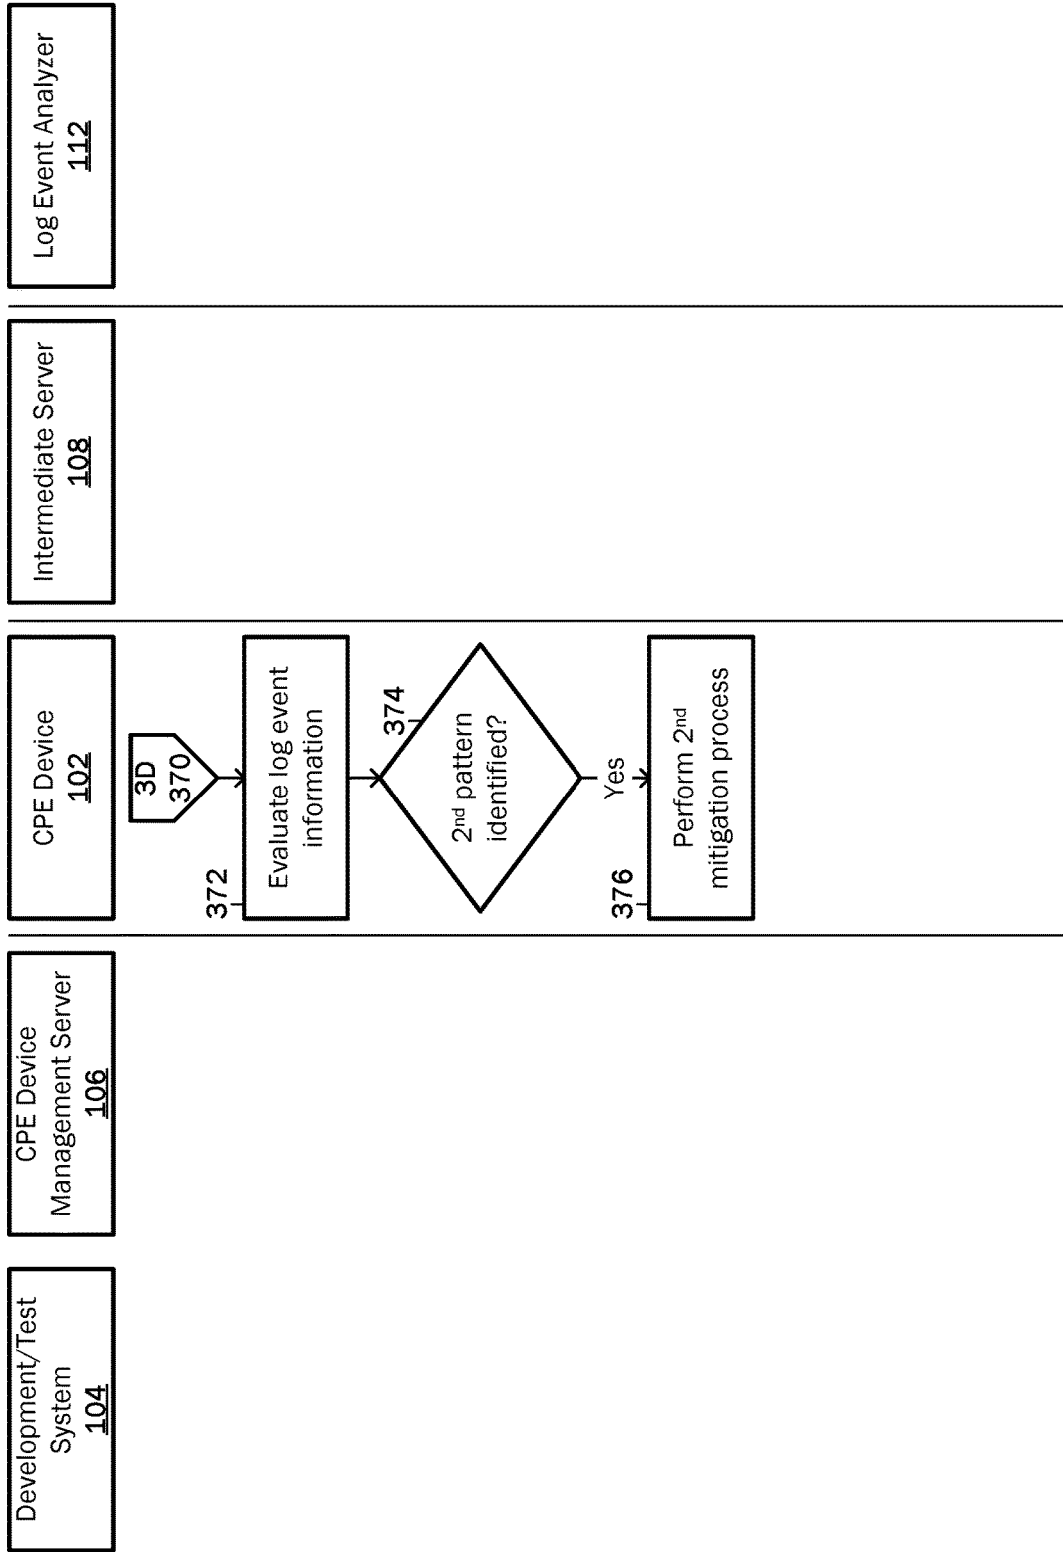 Development/Test
System
104
CPE Device
Management Server
106
CPE Device
102
Intermediate Server
108
Log Event Analyzer
112
3D
370
372
Evaluate log event
information
374
2nd pattern
identified?
Yes
376
Perform 2nd
mitigation process